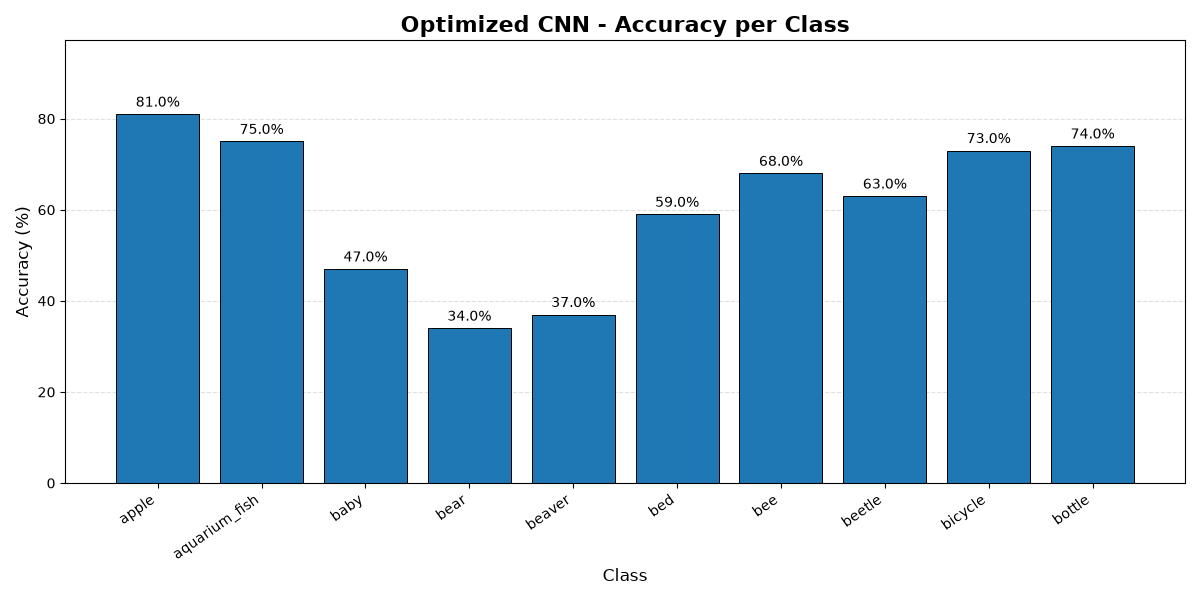 Optimized CNN - Accuracy per Class
Accuracy (%)
80
60
40
20
0
81.0%
75.0%
47.0%
34.0%
37.0%
59.0%
68.0%
63.0%
73.0%
74.0%
apple
aquarium_fish
baby
bear
beaver
bed
bee
beetle
bicycle
bottle
Class